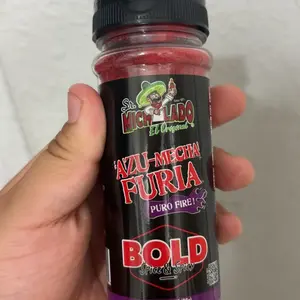 Sr.
MICHELADO
El Original
AZU-MECHA
FURIA
PURO FIRE!
BOLD